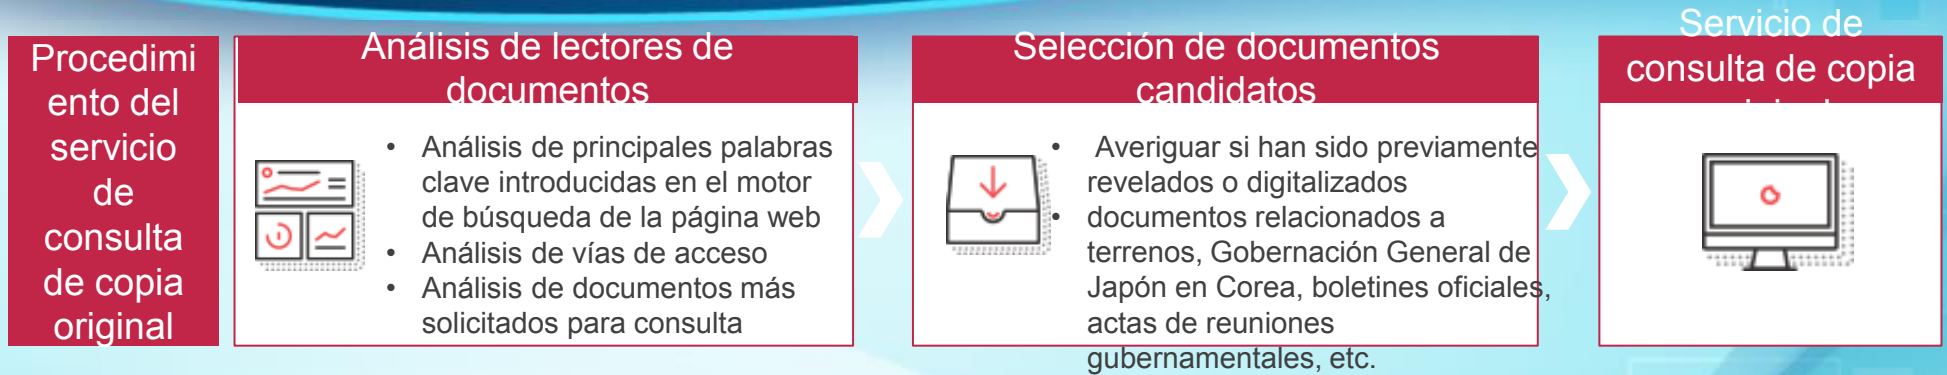 Procedimi
ento del
servicio
de
consulta
de copia
original
Análisis de lectores de
documentos
• Análisis de principales palabras
clave introducidas en el motor
de búsqueda de la página web
• Análisis de vías de acceso
• Análisis de documentos más
solicitados para consulta
Selección de documentos
candidatos
• Averiguar si han sido previamente
revelados o digitalizados
• documentos relacionados a
terrenos, Gobernación General de
Japón en Corea, boletines oficiales,
actas de reuniones
gubernamentales, etc.
Servicio de
consulta de copia